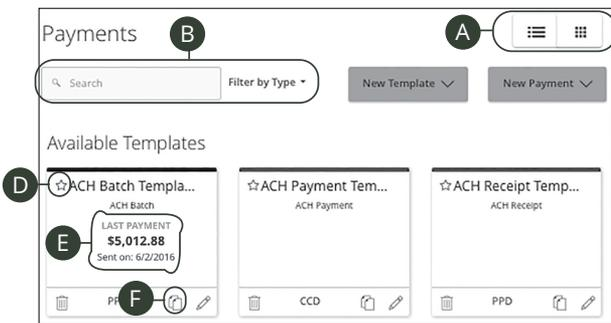 A
Payments
B
Search
Filter by Type
New Template
New Payment
Available Templates
D
ACH Batch Templa...
ACH Payment Tem...
ACH Receipt Temp...
ACH Batch
ACH Payment
ACH Receipt
E
LAST PAYMENT
$5,012.88
Sent on: 6/2/2016
F
CCD
PPD